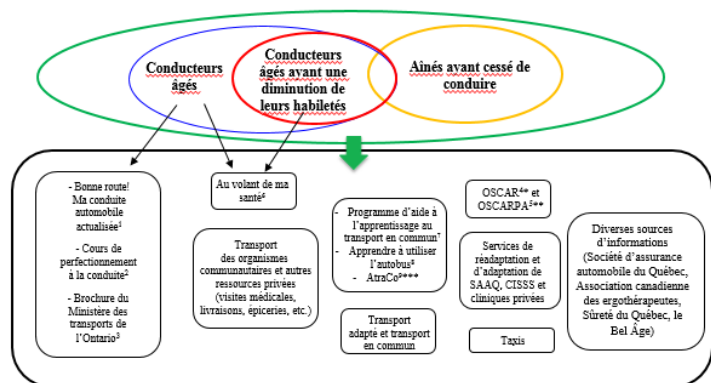 Conducteurs
âgés
Conducteurs
âgés ayant une
diminution de
leurs habiletés
Ainés ayant cessé de
conduire
- Bonne route!
Ma conduite
automobile
actualisée¹
- Cours de
perfectionnement
à la conduite²
- Brochure du
Ministère des
transports de
l'Ontario³
Au volant de ma
santé⁶
Transport
des organismes
communautaires et autres
ressources privées
(visites médicales,
livraisons, épiceries, etc.)
- Programme d'aide à
l'apprentissage au
transport en commun⁷
- Apprendre à utiliser
l'autobus⁸
- AtraCo⁹***
Transport
adapté et transport
en commun
OSCAR⁴* et
OSCARPA⁵**
Services de
réadaptation et
d'adaptation de
SAAQ, CISSS et
cliniques privées
Taxis
Diverses sources
d'informations
(Société d'assurance
automobile du Québec,
Association canadienne
des ergothérapeutes,
Sûreté du Québec, le
Bel Âge)